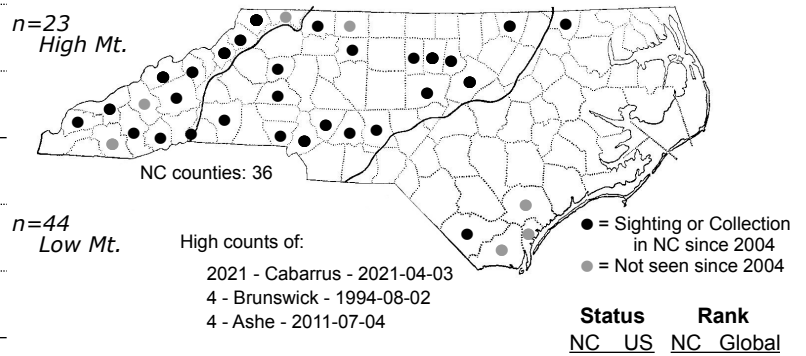 n=23
High Mt.
NC counties: 36
n=44
Low Mt.
High counts of:
2021 - Cabarrus - 2021-04-03
4 - Brunswick - 1994-08-02
4 - Ashe - 2011-07-04
= Sighting or Collection
in NC since 2004
= Not seen since 2004
Status Rank
NC US NC Global